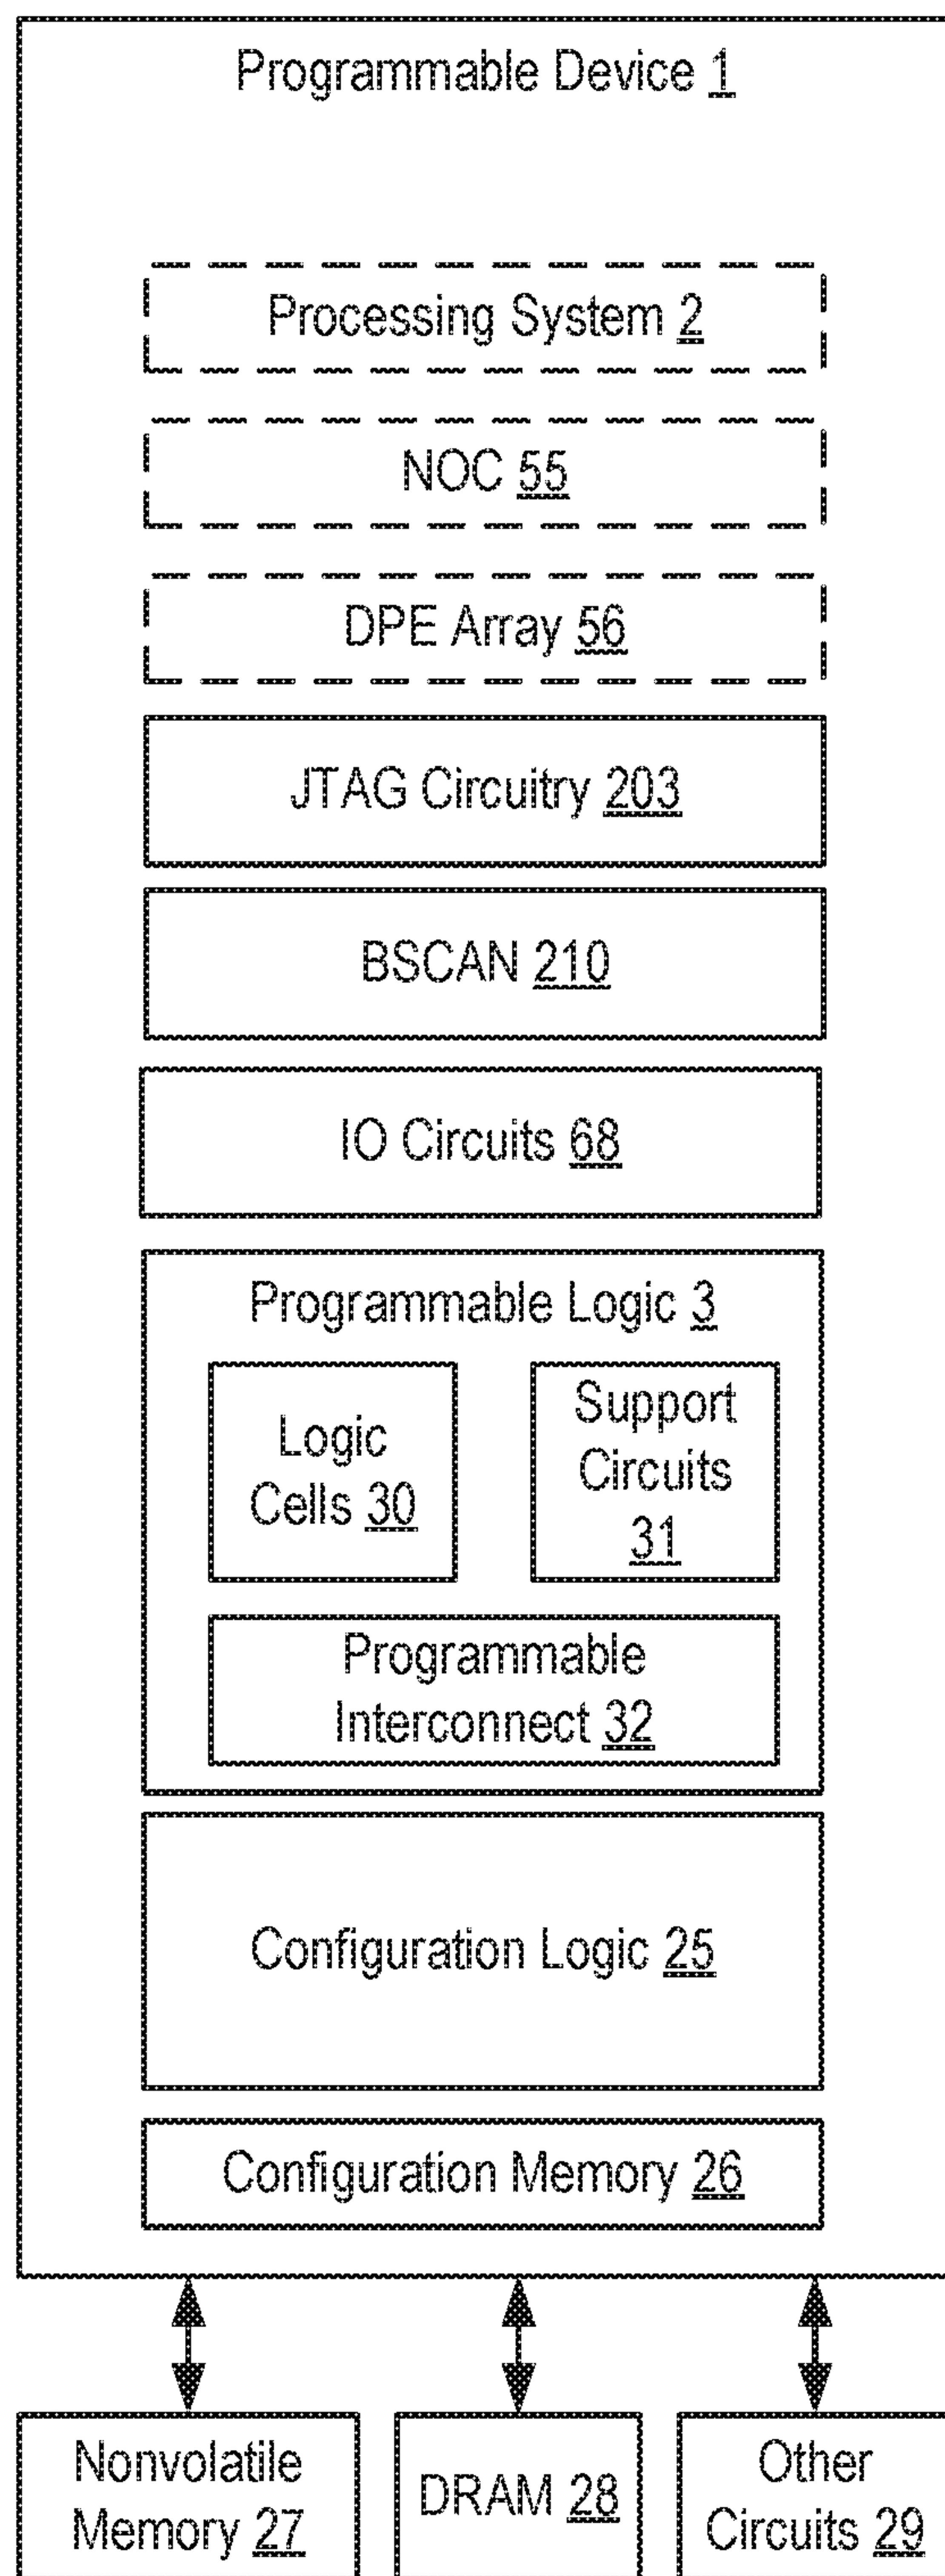 Programmable Device 1
Processing System 2
NOC 55
DPE Array 56
JTAG Circuitry 203
BSCAN 210
IO Circuits 68
Programmable Logic 3
Logic
Cells 30
Support
Circuits
31
Programmable
Interconnect 32
Configuration Logic 25
Configuration Memory 26
Nonvolatile
Memory 27
DRAM 28
Other
Circuits 29